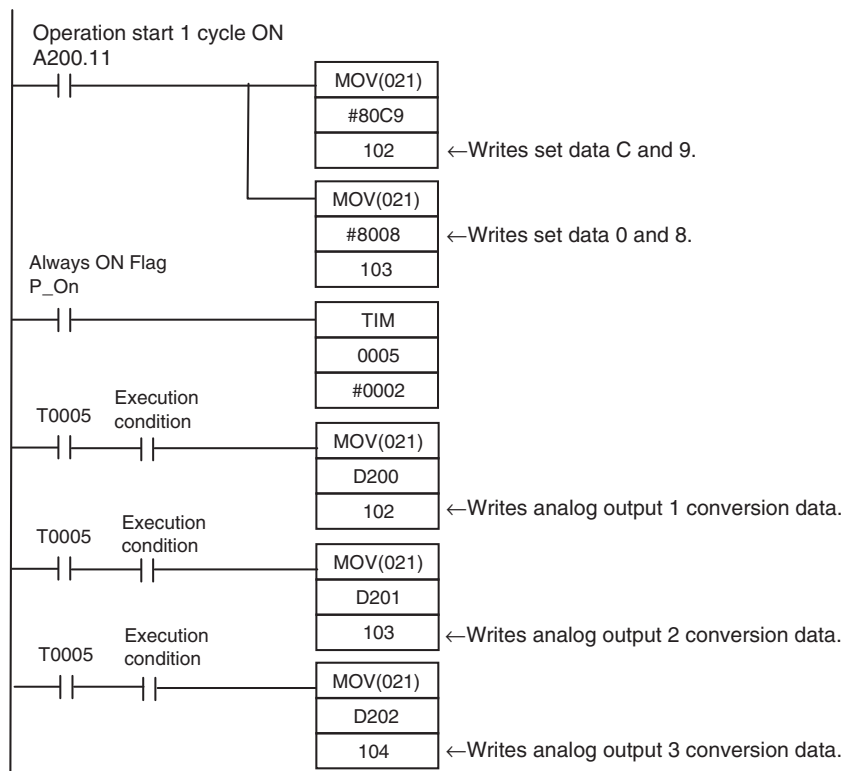 Operation start 1 cycle ON
A200.11
MOV(021)
#80C9
102 ←Writes set data C and 9.
MOV(021)
#8008 ←Writes set data 0 and 8.
103
Always ON Flag
P_On
TIM
0005
#0002
T0005 Execution
condition
MOV(021)
D200
102 ←Writes analog output 1 conversion data.
T0005 Execution
condition
MOV(021)
D201
103 ←Writes analog output 2 conversion data.
T0005 Execution
condition
MOV(021)
D202
104 ←Writes analog output 3 conversion data.